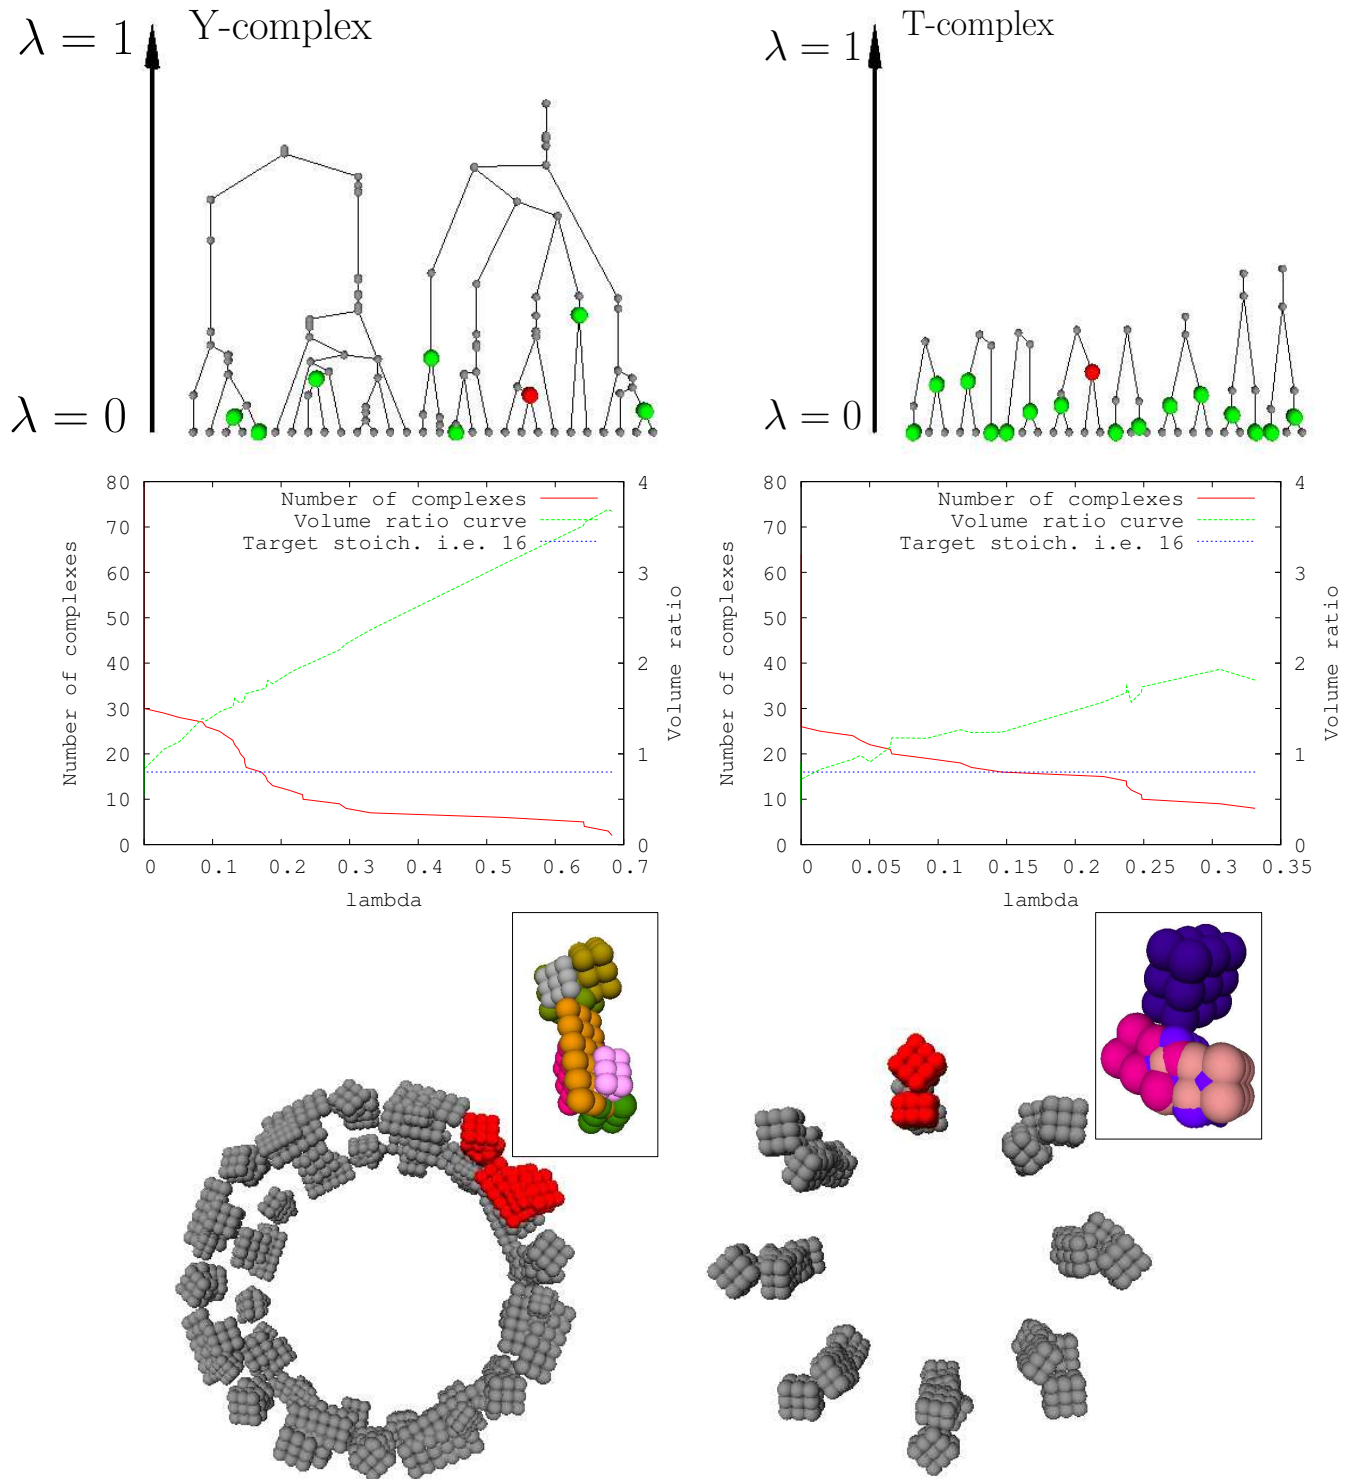 λ = 1 Y-complex
λ = 0
λ = 1 T-complex
λ = 0
Number of complexes
Volume ratio curve
Target stoich. i.e. 16
80
70
60
50
40
30
20
10
0
4
3
2
1
0
0 0.1 0.2 0.3 0.4 0.5 0.6 0.7
lambda
Number of complexes
Volume ratio
Number of complexes
Volume ratio curve
Target stoich. i.e. 16
80
70
60
50
40
30
20
10
0
4
3
2
1
0
0 0.05 0.1 0.15 0.2 0.25 0.3 0.35
lambda
Number of complexes
Volume ratio